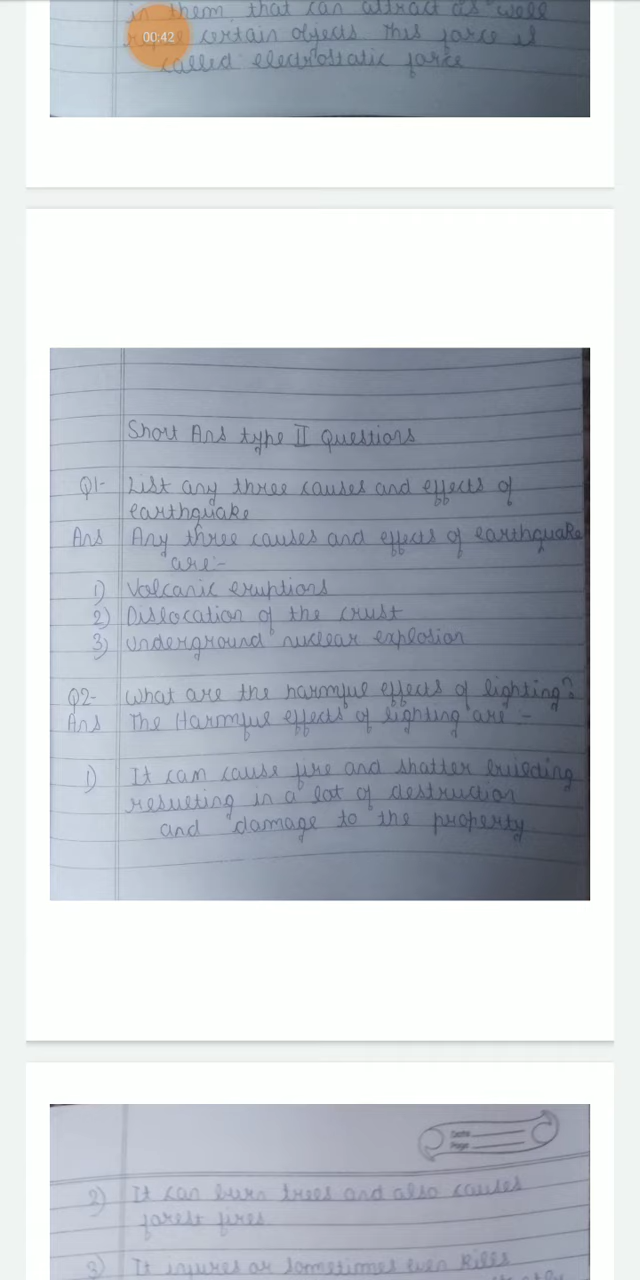 in them that can attract as well
00:42
certain objects This force is
called electrostatic force
Short Ans type II Questions
Q1- List any three causes and effects of
earthquake
Ans Any three causes and effects of earthquake
are:-
1) Volcanic eruptions
2) Dislocation of the crust
3) Underground nuclear explosion
Q2- What are the harmful effects of lighting?
Ans The Harmful effects of lighting are :-
1) It can cause fire and shatter building
resulting in a lot of destruction
and damage to the property
Date
Page
2) It can burn trees and also causes
forest fires
3) It injures or sometimes even kills